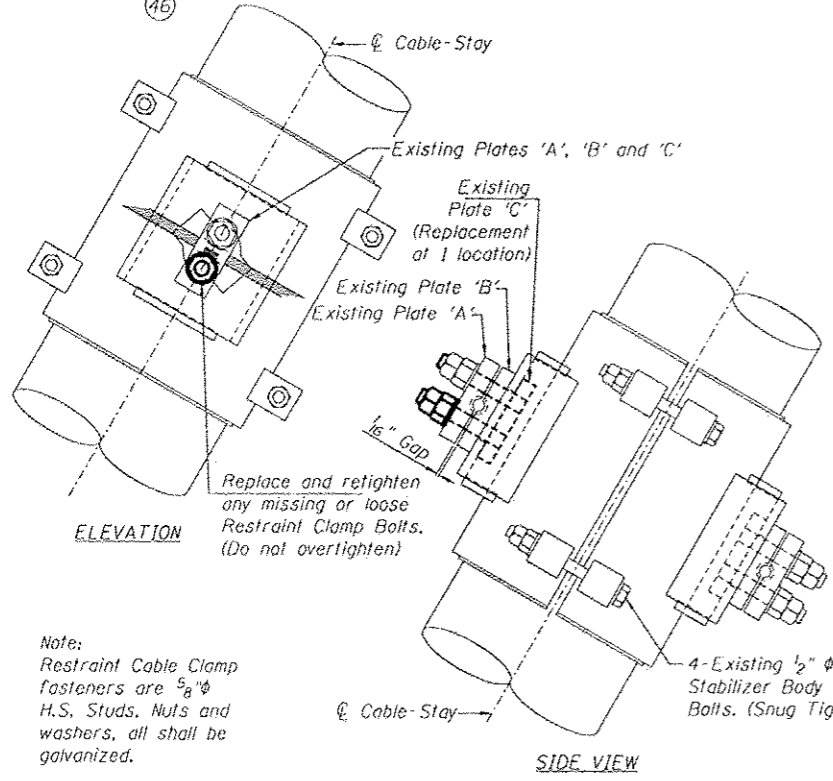 46
℄ Cable-Stay
Existing Plates 'A', 'B' and 'C'
Existing
Plate 'C'
(Replacement
at 1 location)
Existing Plate 'B'
Existing Plate 'A'
1/16" Gap
Replace and retighten
any missing or loose
Restraint Clamp Bolts.
(Do not overtighten)
ELEVATION
Note:
Restraint Cable Clamp
fasteners are 5/8"ϕ
H.S. Studs. Nuts and
washers, all shall be
galvanized.
℄ Cable-Stay
4-Existing 1/2" ϕ
Stabilizer Body
Bolts. (Snug Tig
SIDE VIEW